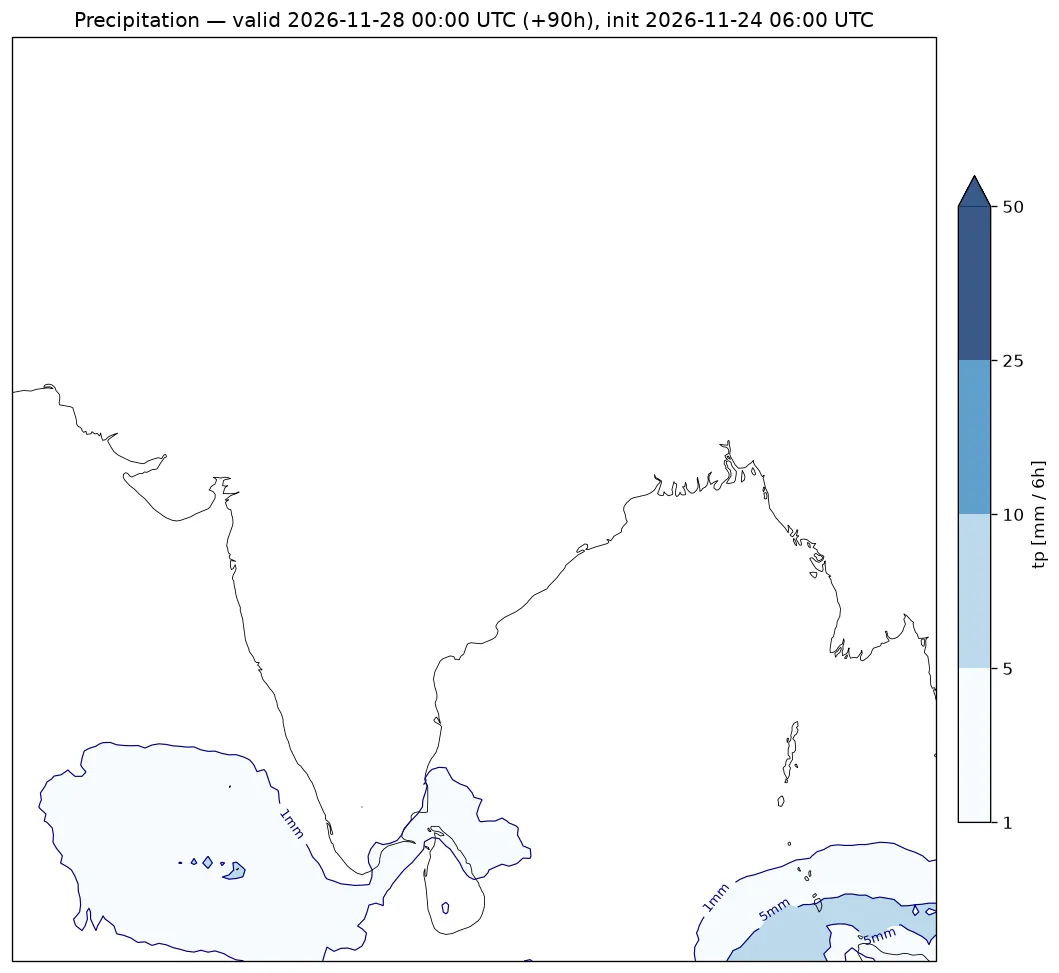 Precipitation — valid 2026-11-28 00:00 UTC (+90h), init 2026-11-24 06:00 UTC
50
25
10
5
1
tp [mm / 6h]
1mm
1mm
5mm
5mm